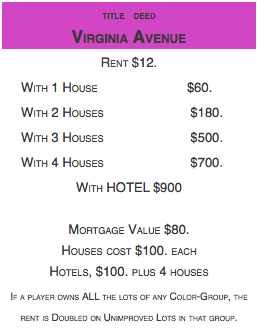 TITLE DEED
VIRGINIA AVENUE
RENT $12.
WITH 1 HOUSE $60.
WITH 2 HOUSES $180.
WITH 3 HOUSES $500.
WITH 4 HOUSES $700.
WITH HOTEL $900
MORTGAGE VALUE $80.
HOUSES COST $100. EACH
HOTELS, $100. PLUS 4 HOUSES
IF A PLAYER OWNS ALL THE LOTS OF ANY COLOR-GROUP, THE
RENT IS DOUBLED ON UNIMPROVED LOTS IN THAT GROUP.